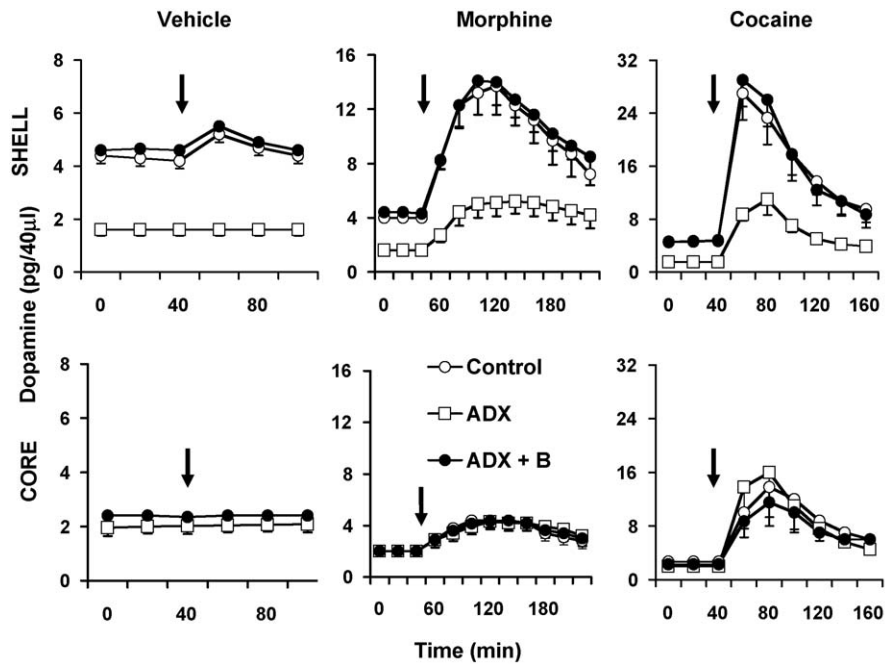 Vehicle Morphine Cocaine
SHELL
CORE
Dopamine (pg/40µl)
8
6
4
2
0
0 40 80
16
12
8
4
0
0 60 120 180
32
24
16
8
0
0 40 80 120 160
8
6
4
2
0
0 40 80
16
12
8
4
0
Control
ADX
ADX + B
0 60 120 180
32
24
16
8
0
0 40 80 120 160
Time (min)